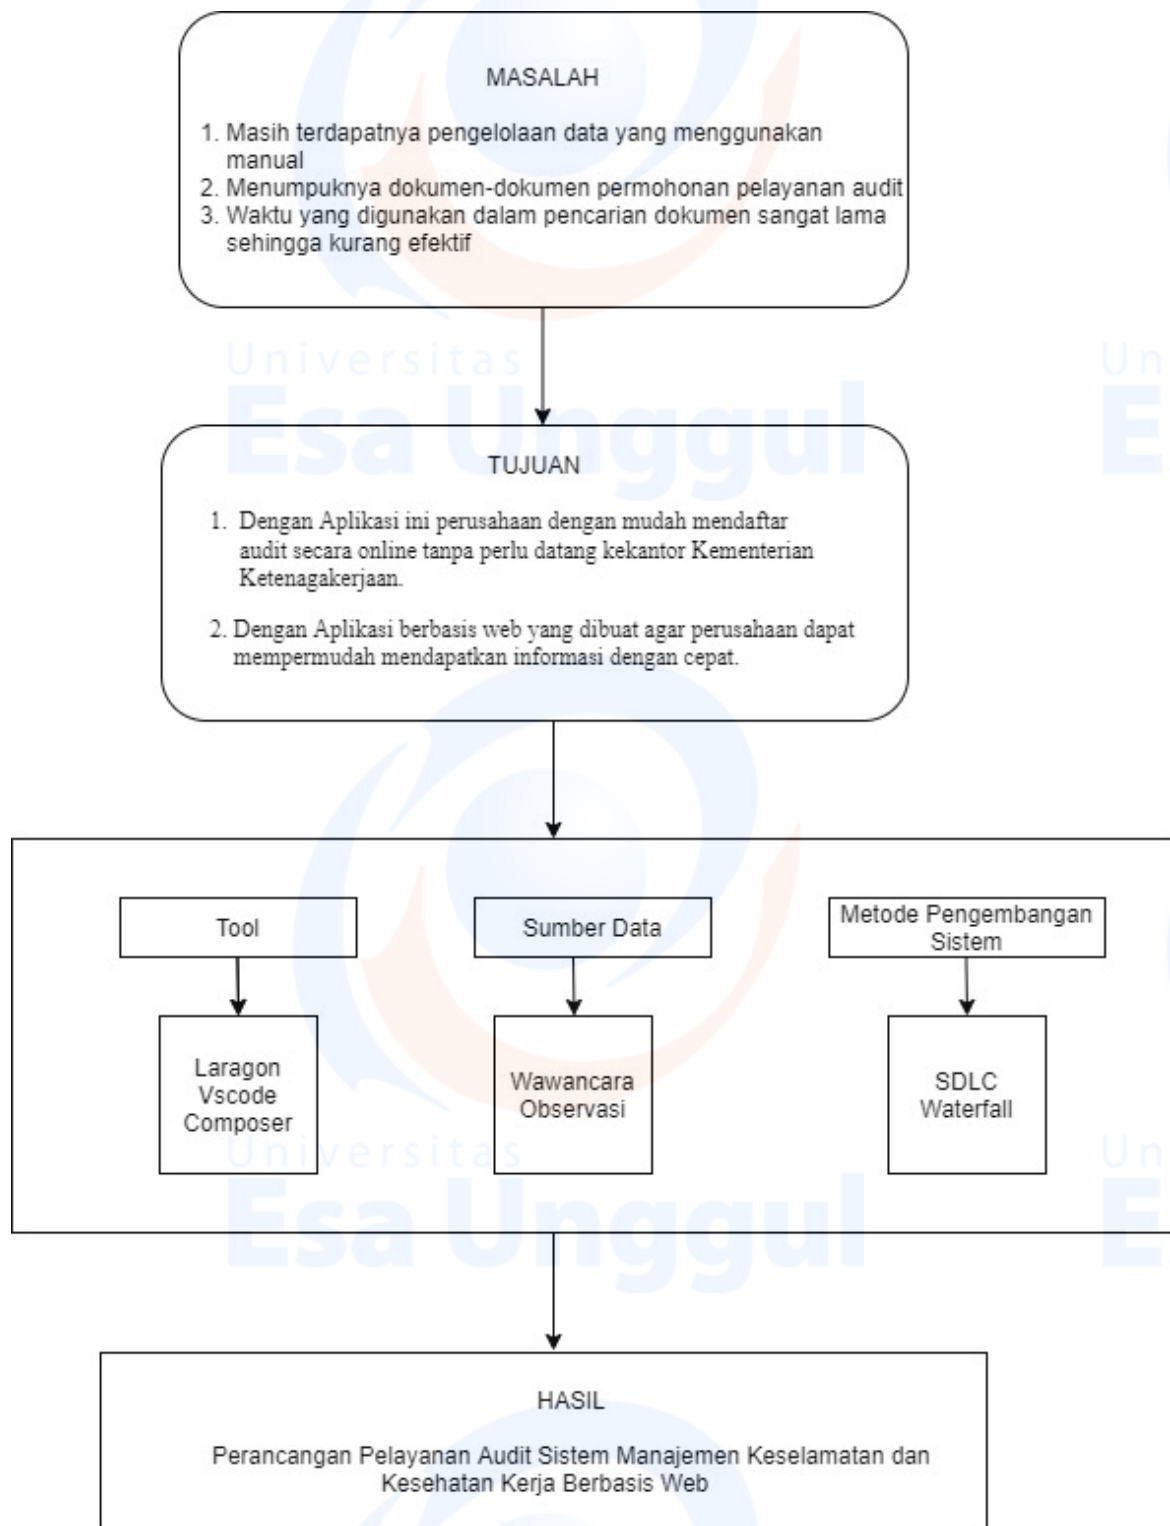 MASALAH
1. Masih terdapatnya pengelolaan data yang menggunakan
manual
2. Menumpuknya dokumen-dokumen permohonan pelayanan audit
3. Waktu yang digunakan dalam pencarian dokumen sangat lama
sehingga kurang efektif
Universitas
Esa Unggul
Un
E
TUJUAN
1. Dengan Aplikasi ini perusahaan dengan mudah mendaftar
audit secara online tanpa perlu datang kekantor Kementerian
Ketenagakerjaan.
2. Dengan Aplikasi berbasis web yang dibuat agar perusahaan dapat
mempermudah mendapatkan informasi dengan cepat.
Tool
Sumber Data
Metode Pengembangan
Sistem
Laragon
Vscode
Composer
Wawancara
Observasi
SDLC
Waterfall
Universitas
Esa Unggul
Un
E
HASIL
Perancangan Pelayanan Audit Sistem Manajemen Keselamatan dan
Kesehatan Kerja Berbasis Web